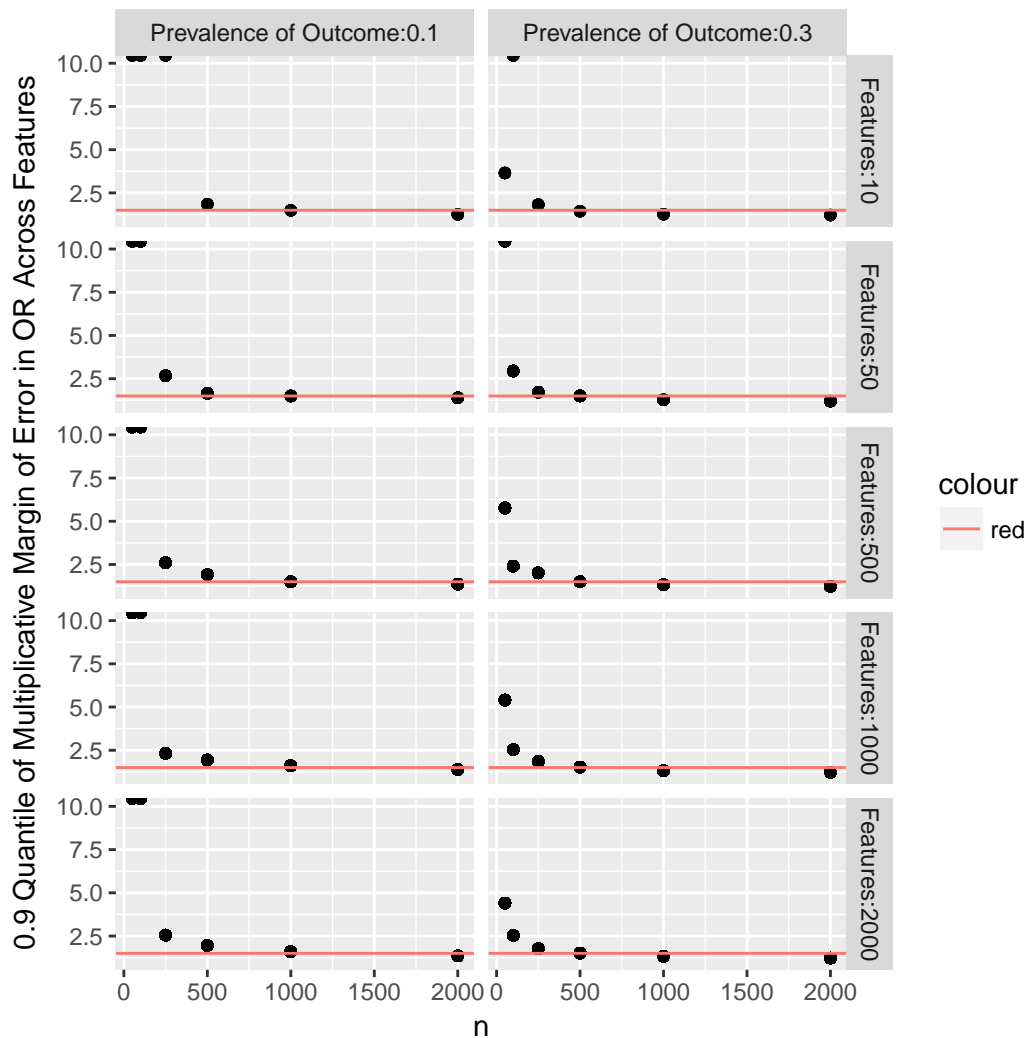 Prevalence of Outcome:0.1
Prevalence of Outcome:0.3
0.9 Quantile of Multiplicative Margin of Error in OR Across Features
10.0
7.5
5.0
2.5
Features:10
10.0
7.5
5.0
2.5
Features:50
10.0
7.5
5.0
2.5
Features:500
10.0
7.5
5.0
2.5
Features:1000
10.0
7.5
5.0
2.5
Features:2000
0 500 1000 1500 2000
0 500 1000 1500 2000
n
colour
red